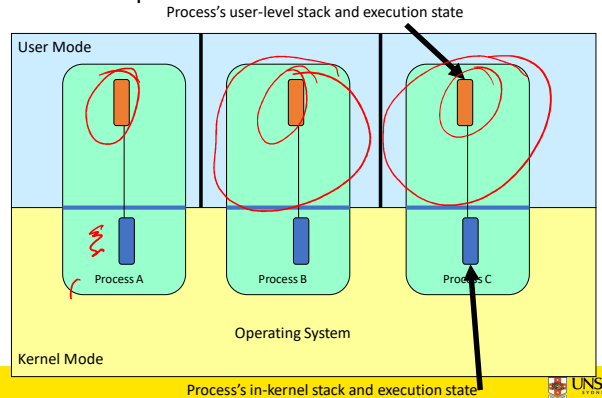 Process's user-level stack and execution state
User Mode
Process A
Process B
Process C
Operating System
Kernel Mode
Process's in-kernel stack and execution state
UNS
SYDNE